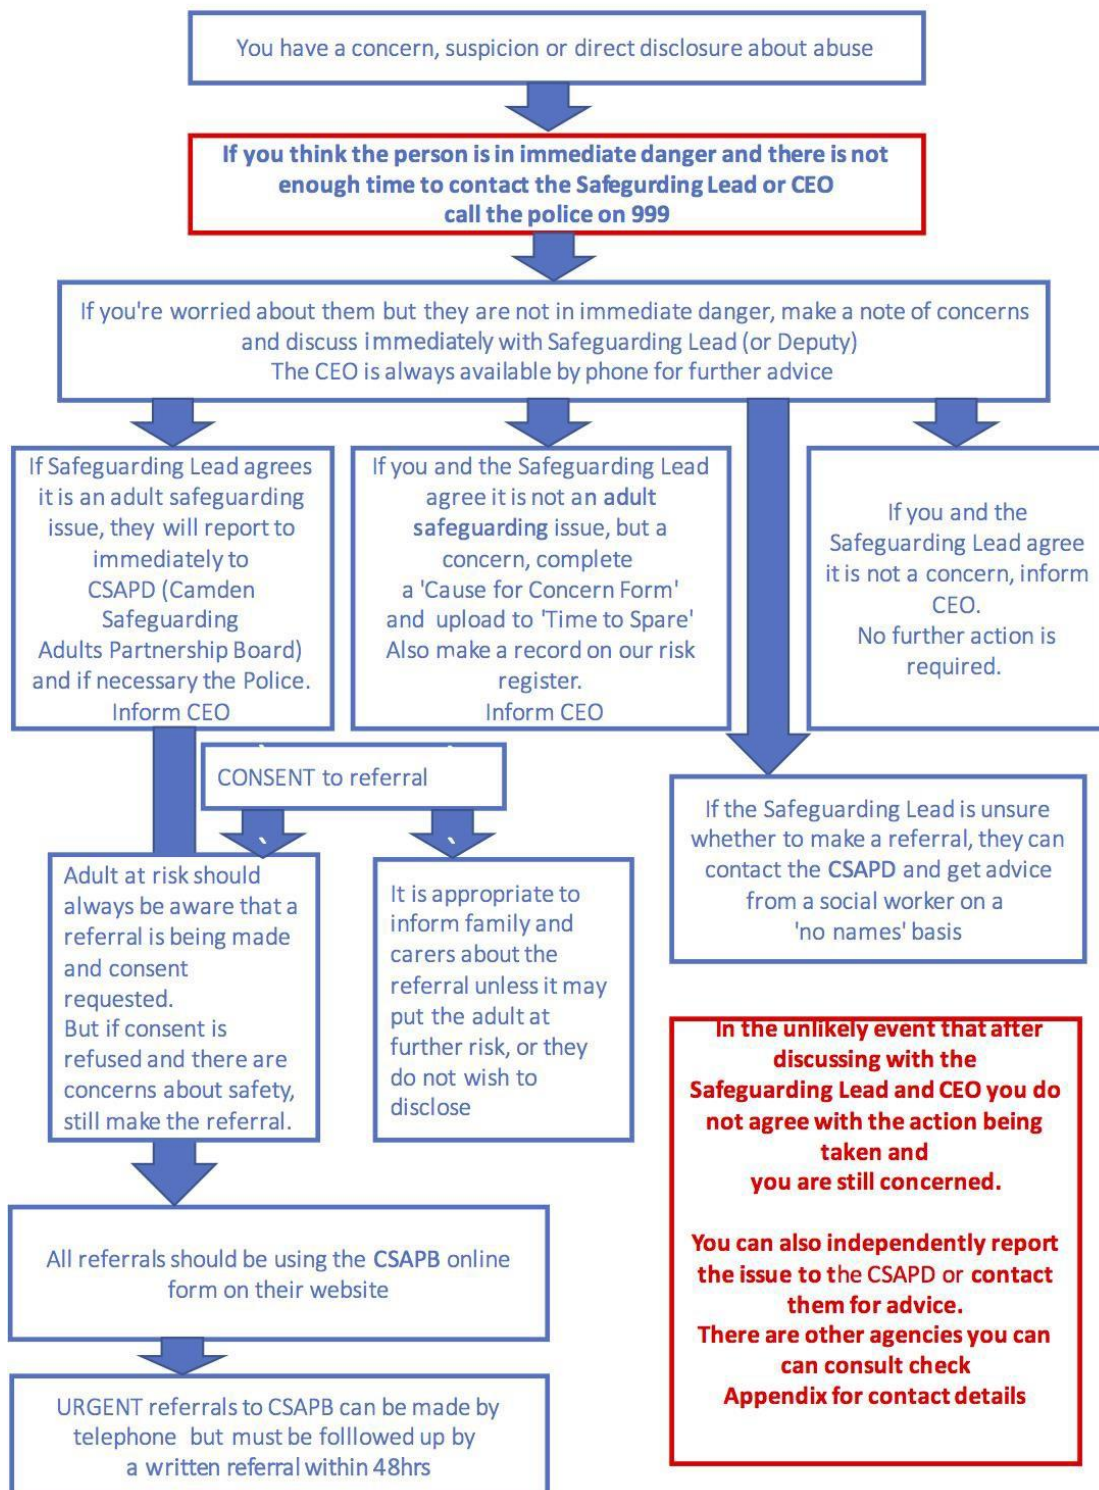 You have a concern, suspicion or direct disclosure about abuse
If you think the person is in immediate danger and there is not
enough time to contact the Safegurding Lead or CEO
call the police on 999
If you're worried about them but they are not in immediate danger, make a note of concerns
and discuss immediately with Safeguarding Lead (or Deputy)
The CEO is always available by phone for further advice
If Safeguarding Lead agrees
it is an adult safeguarding
issue, they will report to
immediately to
CSAPD (Camden
Safeguarding
Adults Partnership Board)
and if necessary the Police.
Inform CEO
If you and the Safeguarding Lead
agree it is not an adult
safeguarding issue, but a
concern, complete
a 'Cause for Concern Form'
and upload to 'Time to Spare'
Also make a record on our risk
register.
Inform CEO
If you and the
Safeguarding Lead agree
it is not a concern, inform
CEO.
No further action is
required.
CONSENT to referral
If the Safeguarding Lead is unsure
whether to make a referral, they can
contact the CSAPD and get advice
from a social worker on a
'no names' basis
Adult at risk should
always be aware that a
referral is being made
and consent
requested.
But if consent is
refused and there are
concerns about safety,
still make the referral.
It is appropriate to
inform family and
carers about the
referral unless it may
put the adult at
further risk, or they
do not wish to
disclose
In the unlikely event that after
discussing with the
Safeguarding Lead and CEO you do
not agree with the action being
taken and
you are still concerned.
You can also independently report
the issue to the CSAPD or contact
them for advice.
There are other agencies you can
can consult check
Appendix for contact details
All referrals should be using the CSAPB online
form on their website
URGENT referrals to CSAPB can be made by
telephone but must be folllowed up by
a written referral within 48hrs